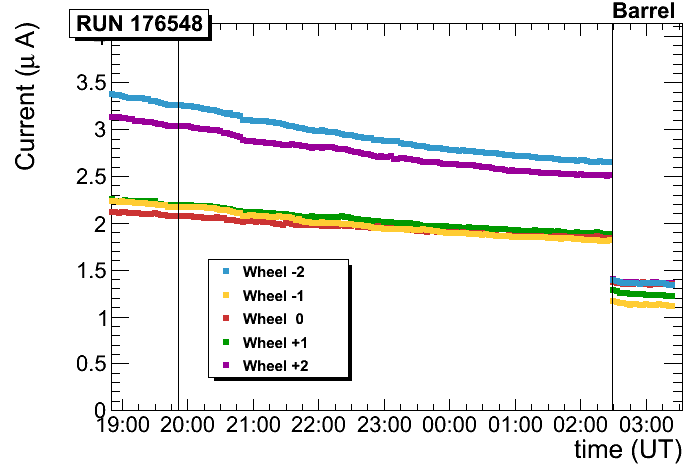 RUN 176548
Barrel
Current (μ A)
3.5
3
2.5
2
1.5
1
0.5
0
Wheel -2
Wheel -1
Wheel 0
Wheel +1
Wheel +2
19:00 20:00 21:00 22:00 23:00 00:00 01:00 02:00 03:00
time (UT)